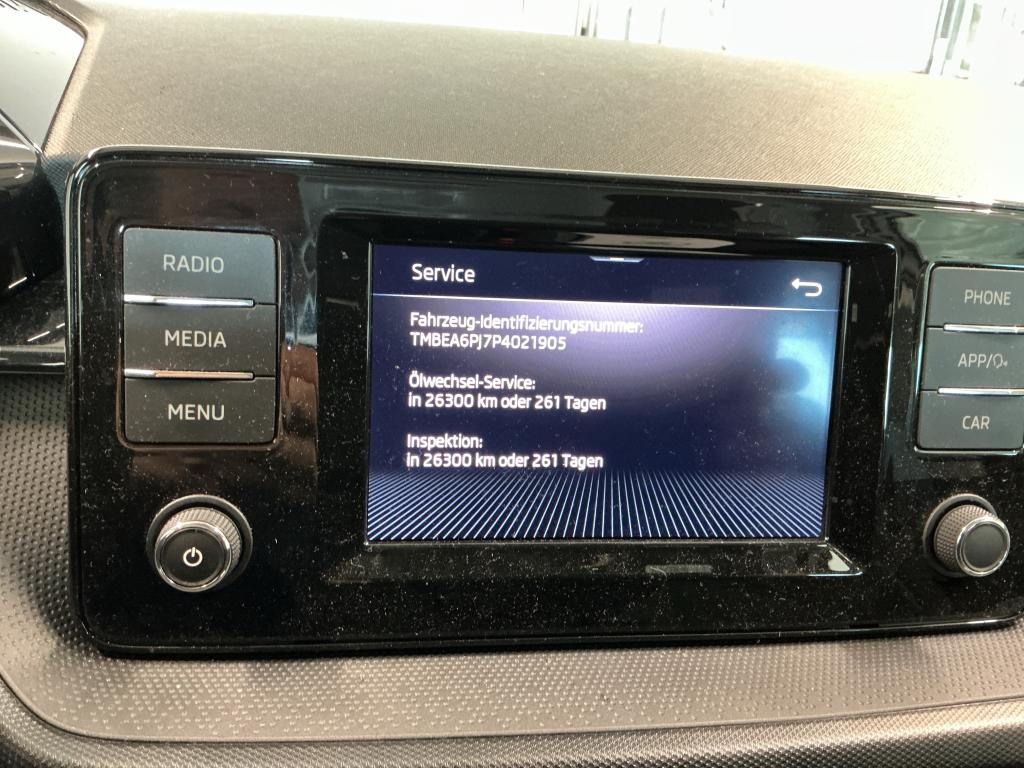 RADIO
MEDIA
MENU
Service
Fahrzeug-Identifizierungsnummer:
TMBEA6PJ7P4021905
Ölwechsel-Service:
in 26300 km oder 261 Tagen
Inspektion:
in 26300 km oder 261 Tagen
PHONE
APP/
CAR